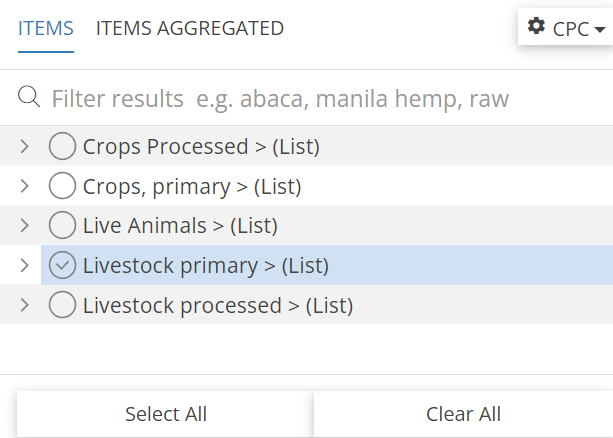 ITEMS ITEMS AGGREGATED CPC
Filter results e.g. abaca, manila hemp, raw
Crops Processed > (List)
Crops, primary > (List)
Live Animals > (List)
Livestock primary > (List)
Livestock processed > (List)
Select All Clear All